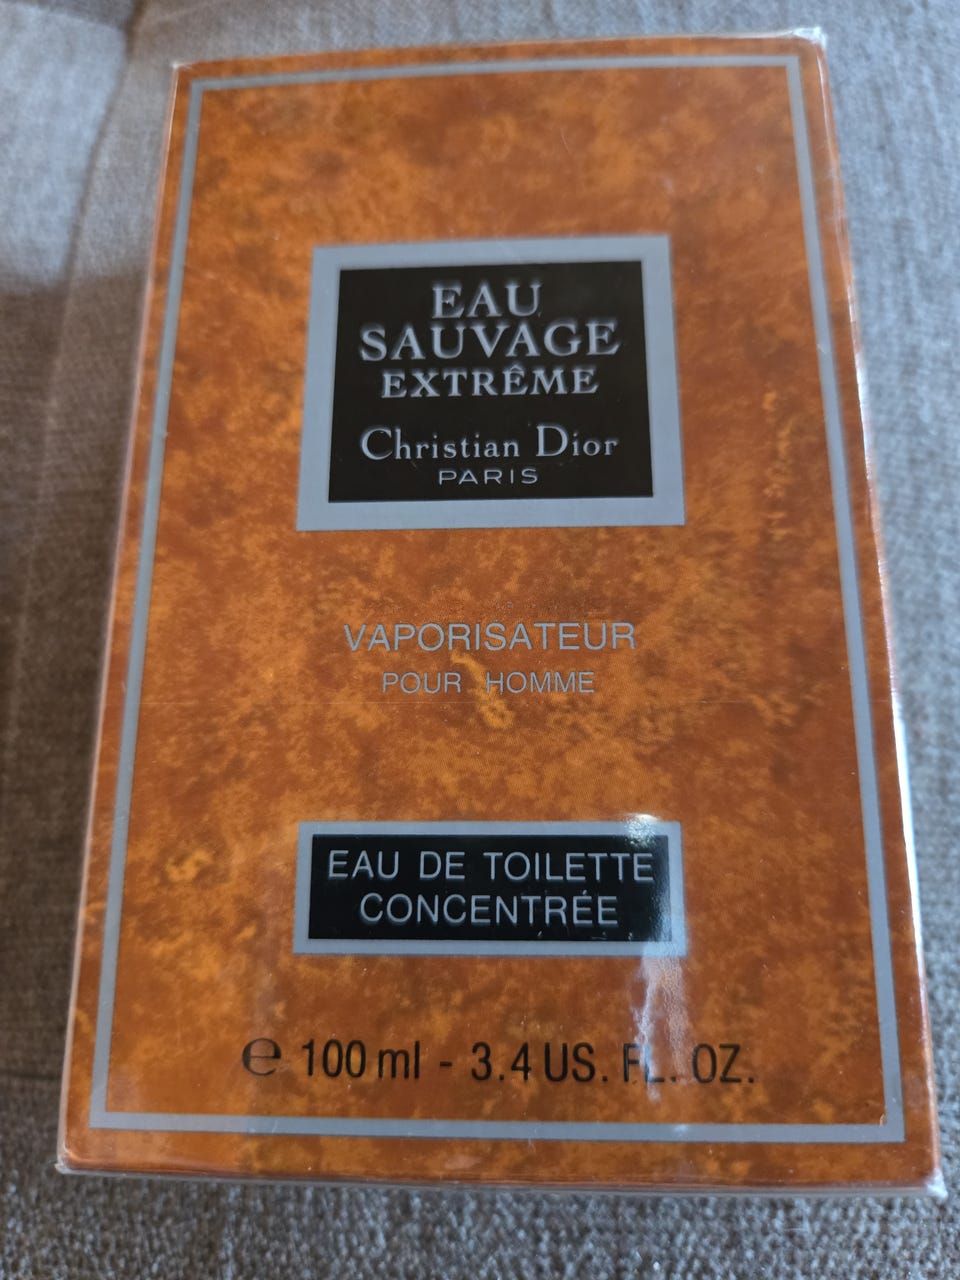 EAU
SAUVAGE
EXTRÊME
Christian Dior
PARIS
VAPORISATEUR
POUR HOMME
EAU DE TOILETTE
CONCENTRÉE
℮ 100 ml - 3.4 US. FL. OZ.